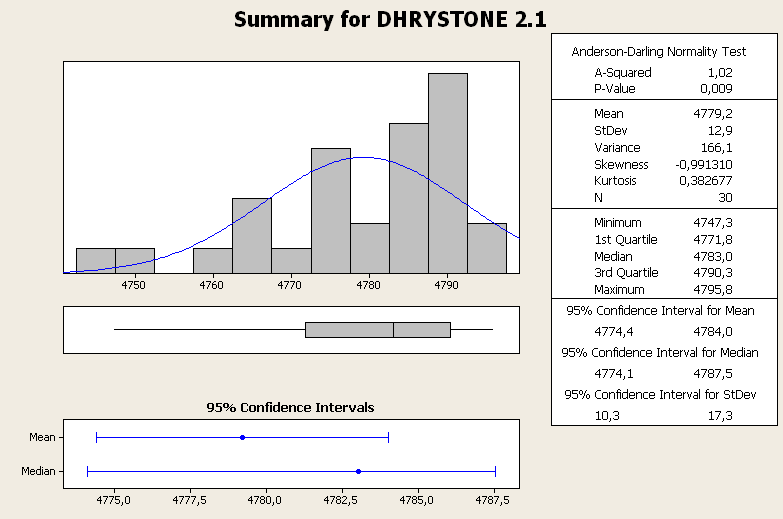 Summary for DHRYSTONE 2.1
4750 4760 4770 4780 4790
95% Confidence Intervals
Mean
Median
4775,0 4777,5 4780,0 4782,5 4785,0 4787,5
Anderson-Darling Normality Test
A-Squared 1,02
P-Value 0,009
Mean 4779,2
StDev 12,9
Variance 166,1
Skewness -0,991310
Kurtosis 0,382677
N 30
Minimum 4747,3
1st Quartile 4771,8
Median 4783,0
3rd Quartile 4790,3
Maximum 4795,8
95% Confidence Interval for Mean
4774,4 4784,0
95% Confidence Interval for Median
4774,1 4787,5
95% Confidence Interval for StDev
10,3 17,3